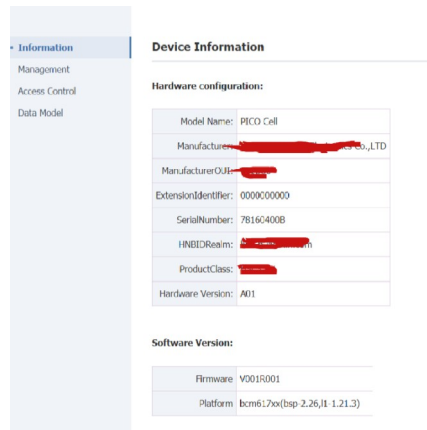 Information
Management
Access Control
Data Model
Device Information
Hardware configuration:
Model Name: PICO Cell
Manufacturer: Co.,LTD
ManufacturerOUI:
ExtensionIdentifier: 0000000000
SerialNumber: 78160400B
HNBIDRealm:
ProductClass:
Hardware Version: A01
Software Version:
Firmware V001R001
Platform bcm617xx(bsp-2.26,l1-1.21.3)